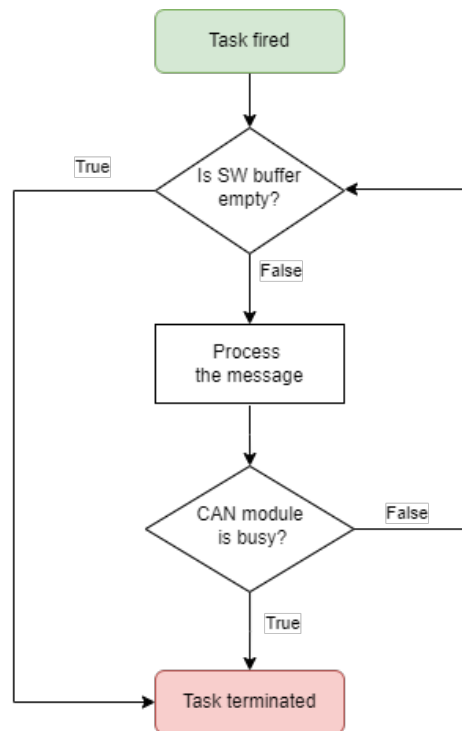 Task fired
True
Is SW buffer
empty?
False
Process
the message
CAN module
is busy?
False
True
Task terminated